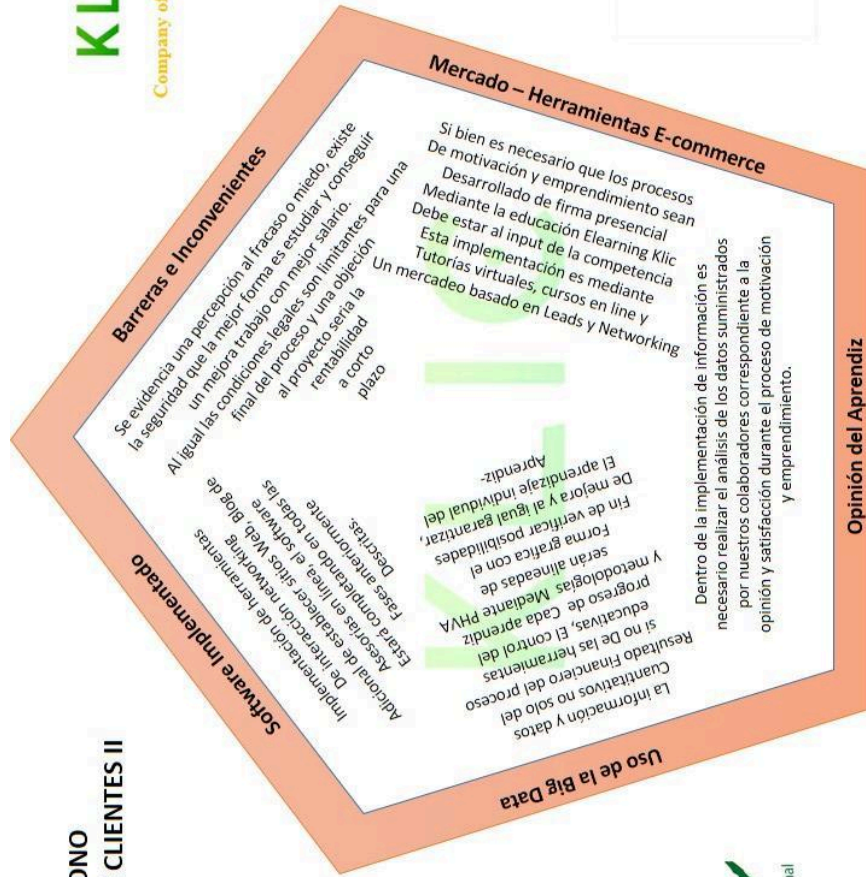 ONO
CLIENTES II
KL
Company of
Barreras e Inconvenientes
Se evidencia una percepción al fracaso o miedo, existe
la seguridad que la mejor forma es estudiar y conseguir
un mejora trabajo con mejor salario.
Al igual las condiciones legales son limitantes para una
final del proceso y una objeción
al proyecto seria la
rentabilidad
a corto
plazo
Mercado – Herramientas E-commerce
Si bien es necesario que los procesos
De motivación y emprendimiento sean
Desarrollado de firma presencial
Mediante la educación Elearning Klic
Debe estar al input de la competencia
Esta implementación es mediante
Tutorías virtuales, cursos en line y
Un mercadeo basado en Leads y Networking
Opinión del Aprendiz
Dentro de la implementación de información es
necesario realizar el análisis de los datos suministrados
por nuestros colaboradores correspondiente a la
opinión y satisfacción durante el proceso de motivación
y emprendimiento.
Uso de la Big Data
La información y datos
Cuantitativos no solo del
Resultado Financiero del proceso
si no de las herramientas
educativas, El control del
progreso de Cada aprendiz
y metodologías Mediante PHVA
serán alineadas de
Forma grafica con el
Fin de verificar posibilidades
De mejora y al igual garantizar,
El aprendizaje individual del
Aprendiz-
Software Implementado
Implementación de herramientas
De interacción networking
Adicional de establecer sitios Web, Blog de
Asesorías en línea, el software
Estará completando en todas las
Fases anteriormente
Descritas.
KLIC
nal